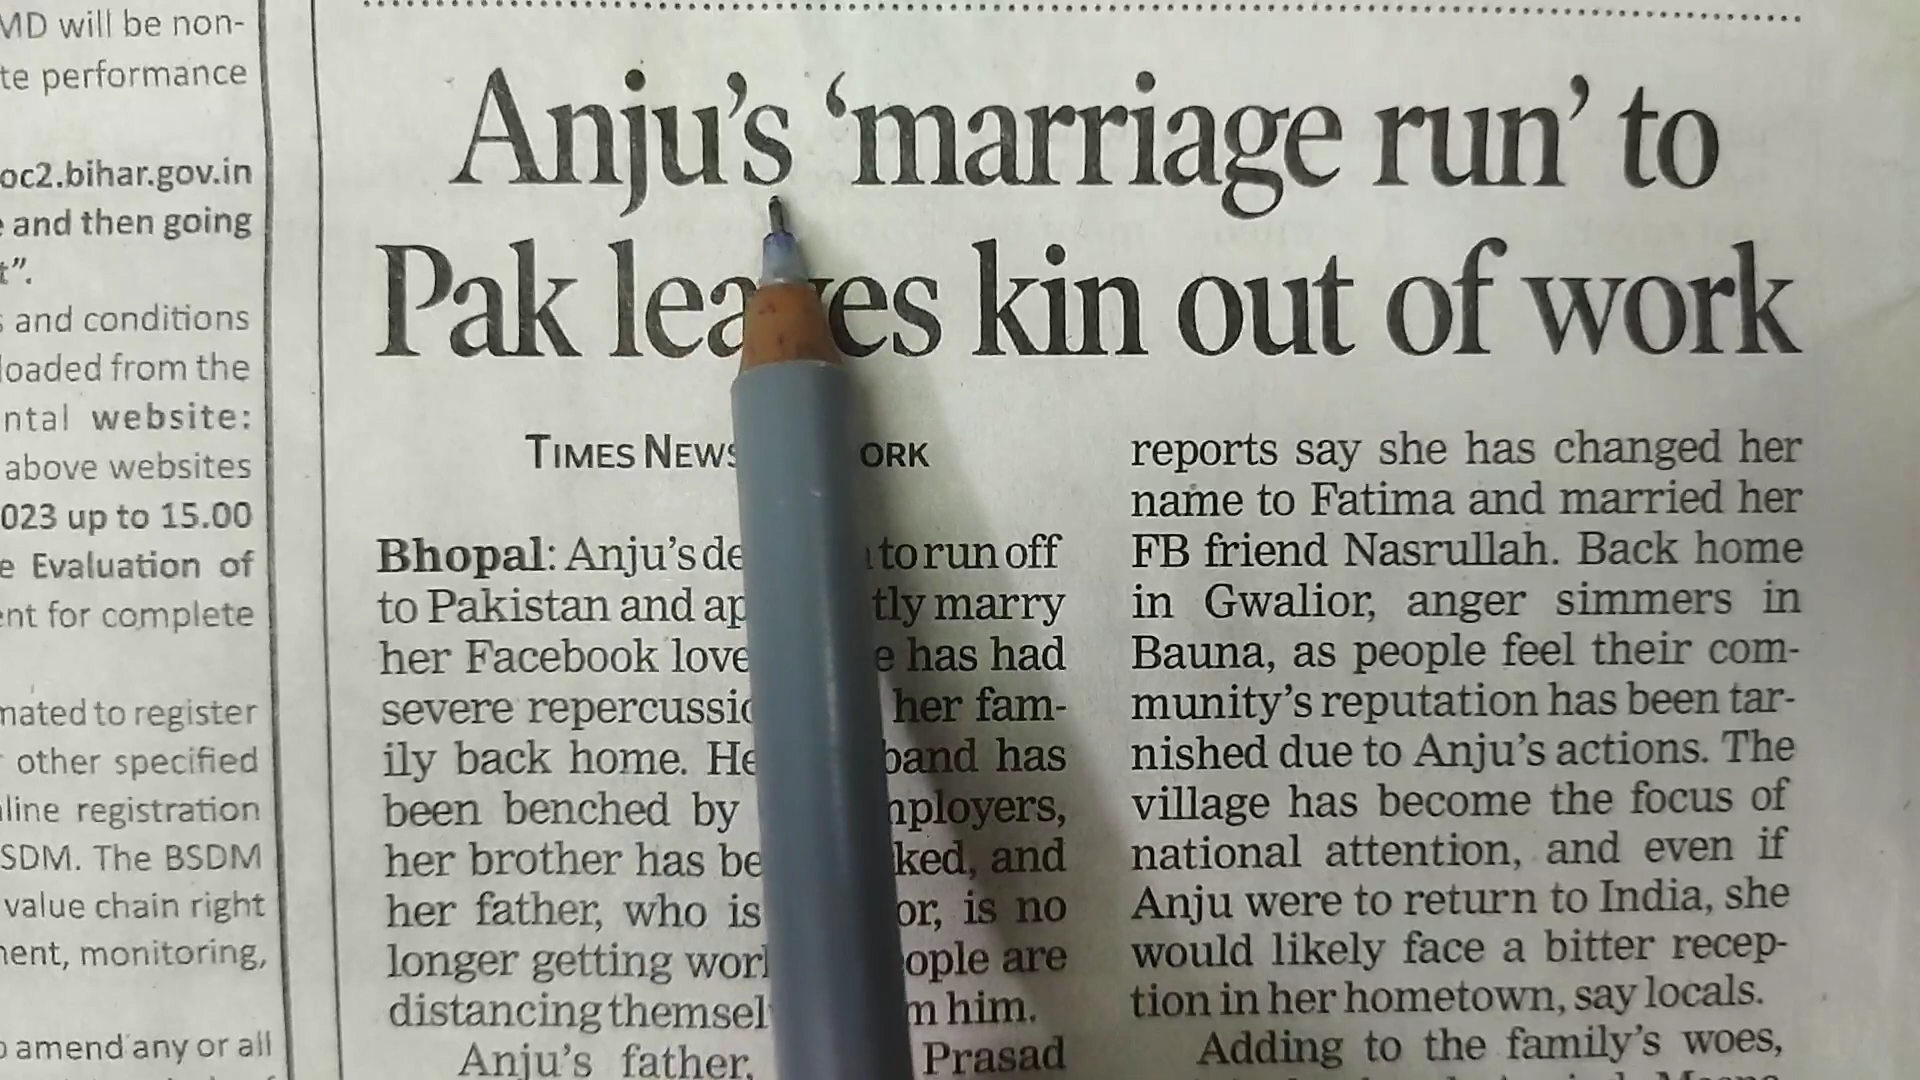 MD will be non-
te performance
oc2.bihar.gov.in
and then going
t”.
and conditions
loaded from the
ntal website:
above websites
023 up to 15.00
e Evaluation of
ent for complete
mated to register
other specified
line registration
SDM. The BSDM
value chain right
ment, monitoring,
o amend any or all
Anju’s ‘marriage run’ to
Pak leaves kin out of work
TIMES NEWS ORK
Bhopal: Anju’s de to run off
to Pakistan and ap tly marry
her Facebook love e has had
severe repercussio her fam-
ily back home. He band has
been benched by mployers,
her brother has be ked, and
her father, who is or, is no
longer getting work ople are
distancing themsel m him.
Anju’s father, Prasad
reports say she has changed her
name to Fatima and married her
FB friend Nasrullah. Back home
in Gwalior, anger simmers in
Bauna, as people feel their com-
munity’s reputation has been tar-
nished due to Anju’s actions. The
village has become the focus of
national attention, and even if
Anju were to return to India, she
would likely face a bitter recep-
tion in her hometown, say locals.
Adding to the family’s woes,